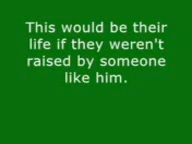 This would be their
life if they weren't
raised by someone
like him.